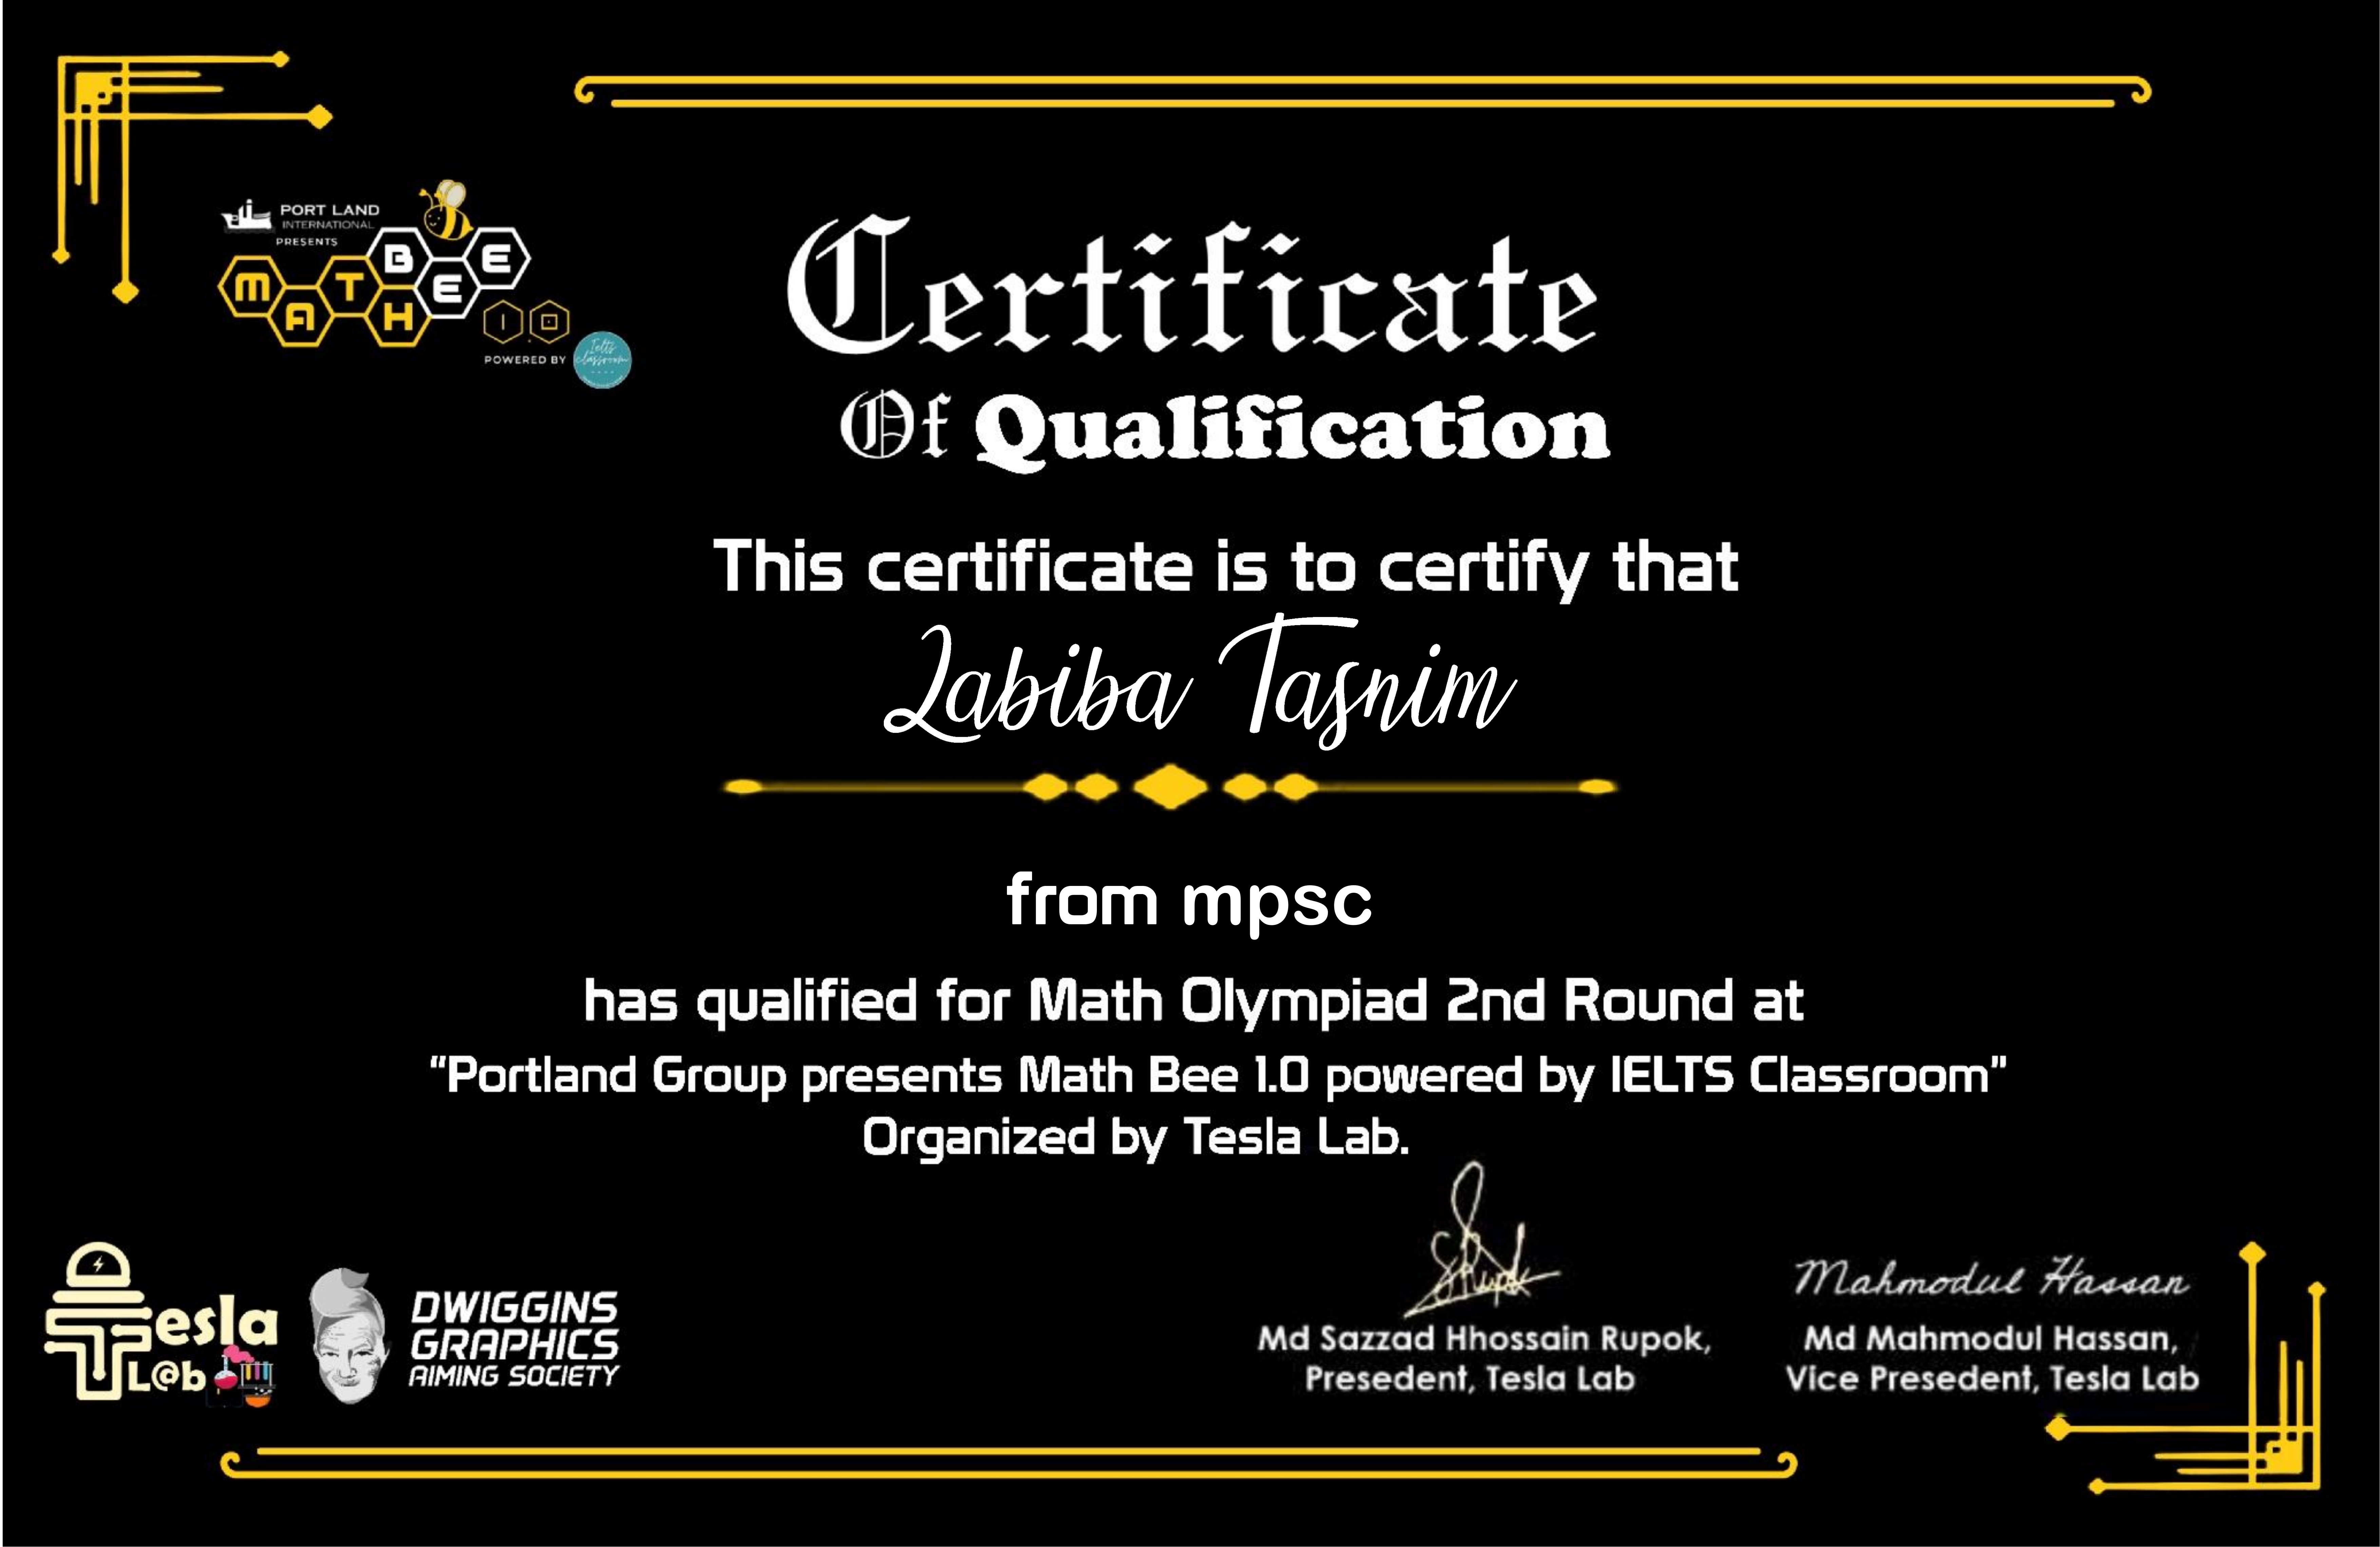 PORT LAND
INTERNATIONAL
PRESENTS
MATH BEE
1.0
POWERED BY
Ielts
classroom
Certificate
Of Qualification
This certificate is to certify that
Labiba Tasnim
from mpsc
has qualified for Math Olympiad 2nd Round at
"Portland Group presents Math Bee 1.0 powered by IELTS Classroom"
Organized by Tesla Lab.
Tesla
L@b
DWIGGINS
GRAPHICS
AIMING SOCIETY
Md Sazzad Hhossain Rupok,
Presedent, Tesla Lab
Mahmodul Hassan
Md Mahmodul Hassan,
Vice Presedent, Tesla Lab